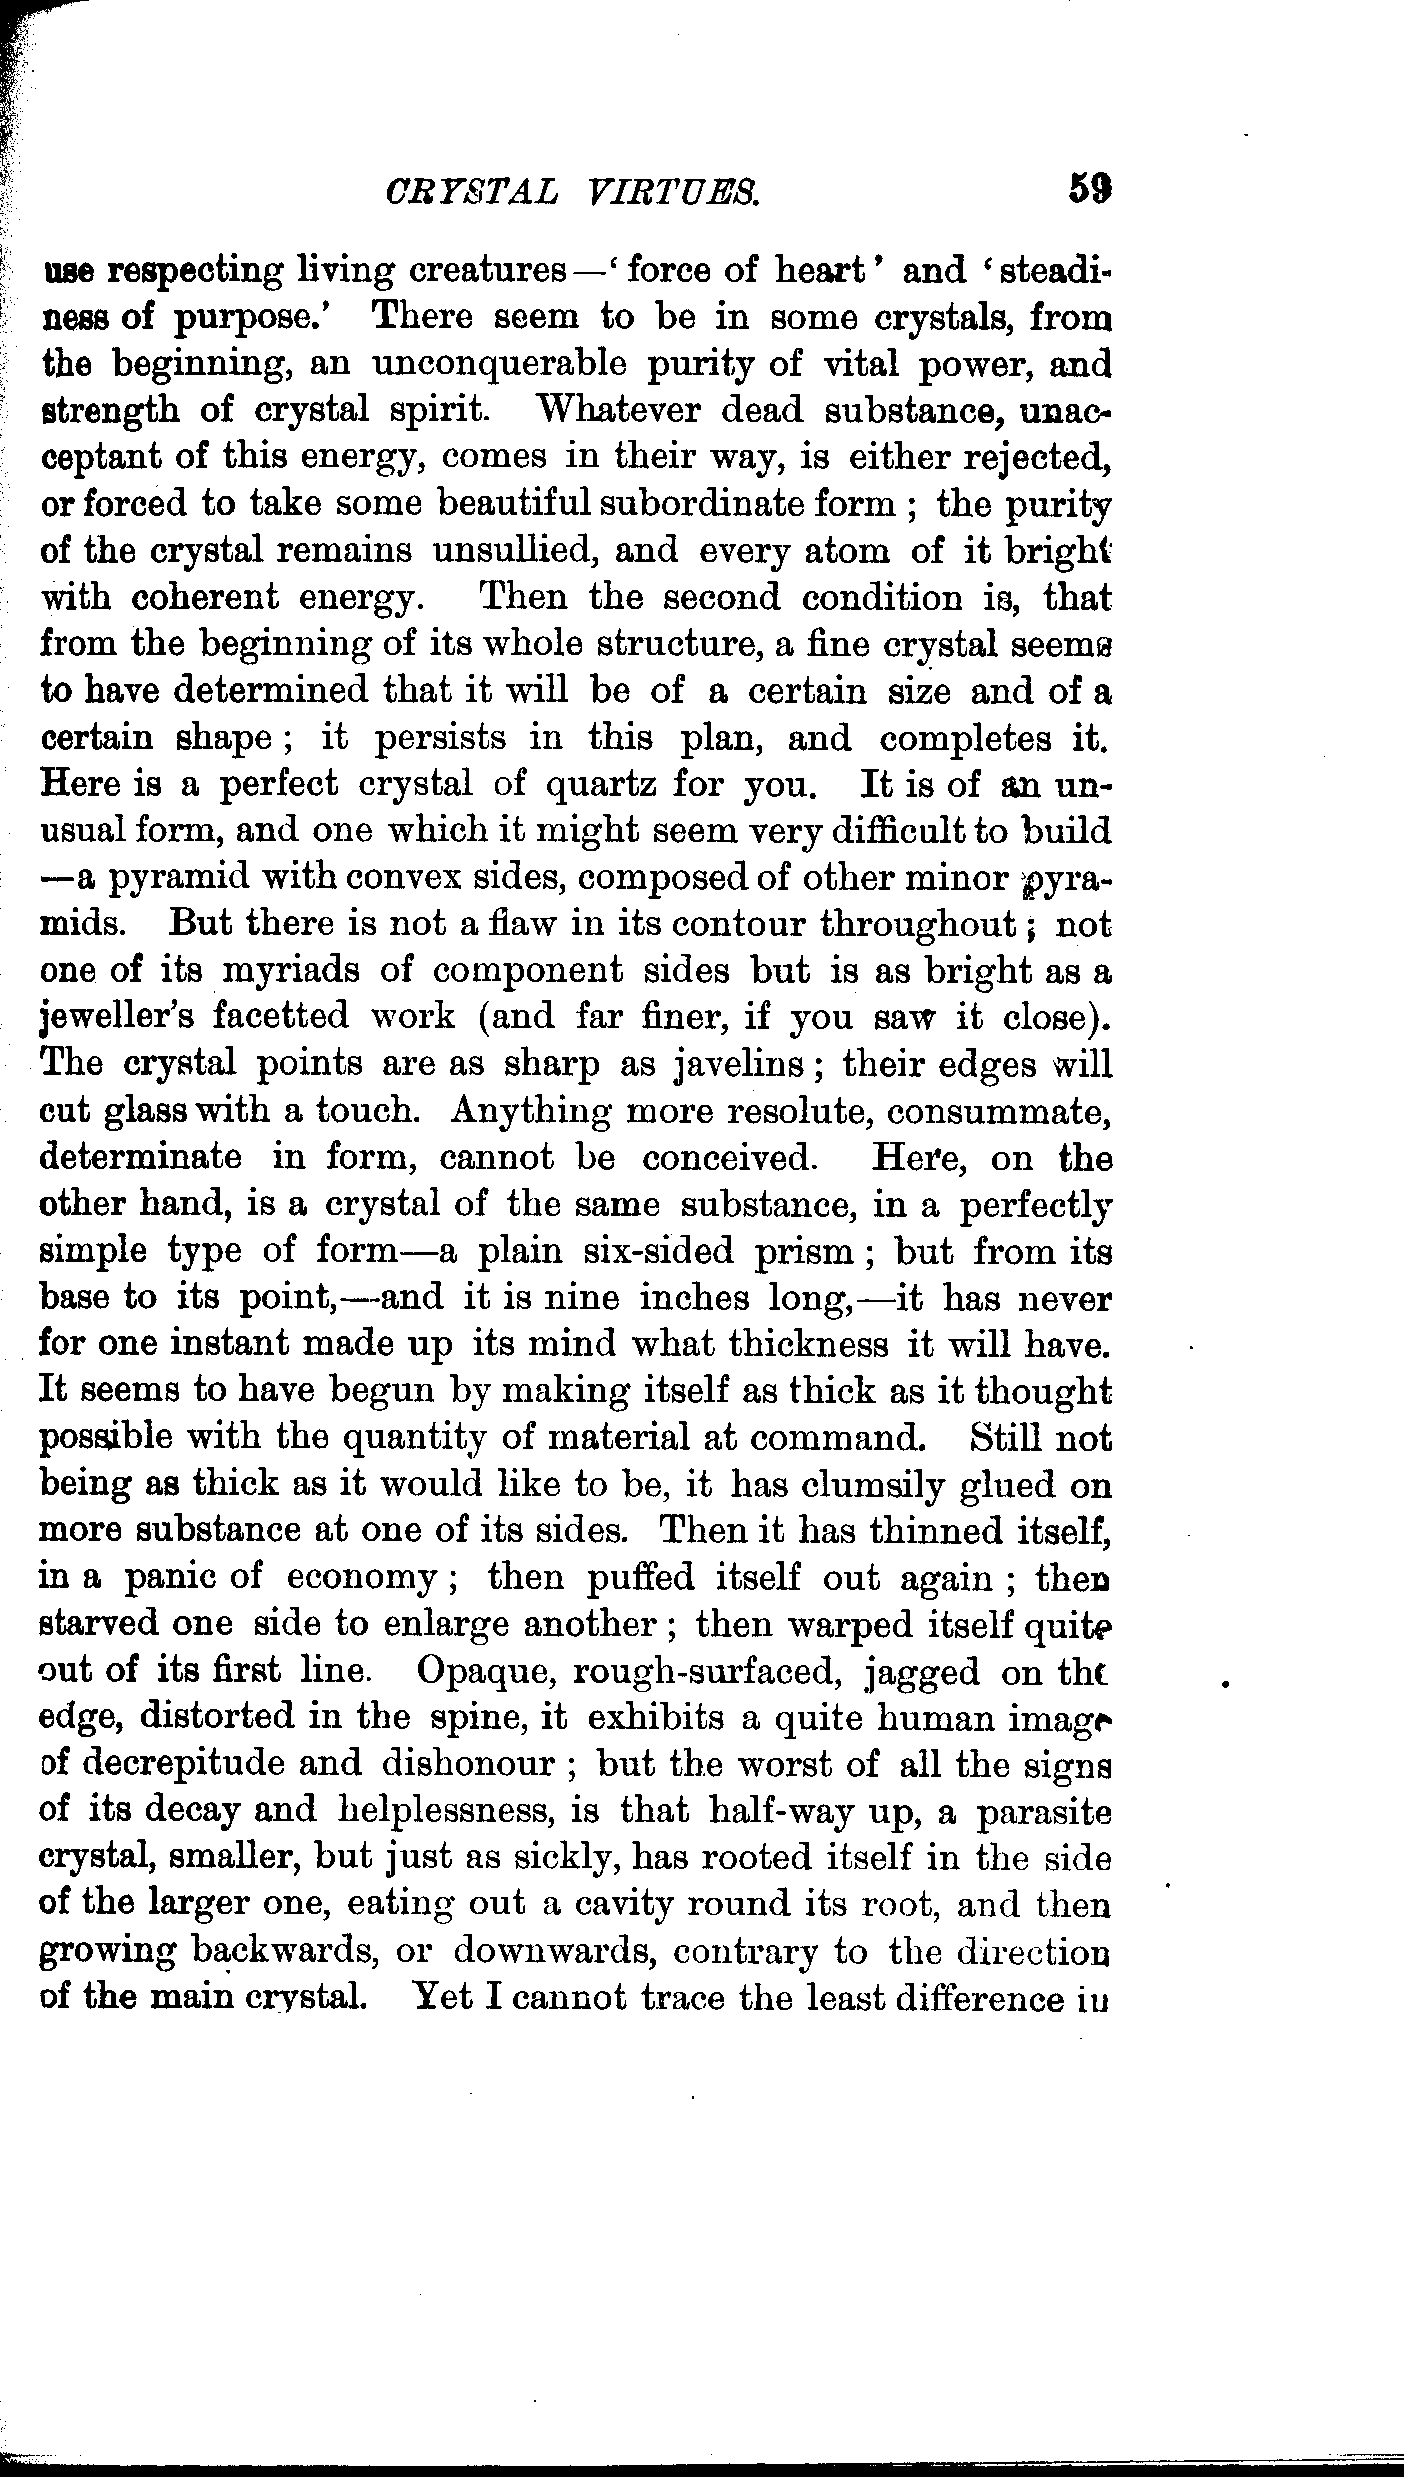 CRYSTAL VIRTUES. 59
use respecting living creatures—‘force of heart’ and ‘steadi-
ness of purpose.’ There seem to be in some crystals, from
the beginning, an unconquerable purity of vital power, and
strength of crystal spirit. Whatever dead substance, unac-
ceptant of this energy, comes in their way, is either rejected,
or forced to take some beautiful subordinate form; the purity
of the crystal remains unsullied, and every atom of it bright
with coherent energy. Then the second condition is, that
from the beginning of its whole structure, a fine crystal seems
to have determined that it will be of a certain size and of a
certain shape; it persists in this plan, and completes it.
Here is a perfect crystal of quartz for you. It is of an un-
usual form, and one which it might seem very difficult to build
—a pyramid with convex sides, composed of other minor pyra-
mids. But there is not a flaw in its contour throughout; not
one of its myriads of component sides but is as bright as a
jeweller's facetted work (and far finer, if you saw it close).
The crystal points are as sharp as javelins; their edges will
cut glass with a touch. Anything more resolute, consummate,
determinate in form, cannot be conceived. Here, on the
other hand, is a crystal of the same substance, in a perfectly
simple type of form—a plain six-sided prism; but from its
base to its point,—and it is nine inches long,—it has never
for one instant made up its mind what thickness it will have.
It seems to have begun by making itself as thick as it thought
possible with the quantity of material at command. Still not
being as thick as it would like to be, it has clumsily glued on
more substance at one of its sides. Then it has thinned itself,
in a panic of economy; then puffed itself out again; then
starved one side to enlarge another; then warped itself quite
out of its first line. Opaque, rough-surfaced, jagged on the
edge, distorted in the spine, it exhibits a quite human image
of decrepitude and dishonour; but the worst of all the signs
of its decay and helplessness, is that half-way up, a parasite
crystal, smaller, but just as sickly, has rooted itself in the side
of the larger one, eating out a cavity round its root, and then
growing backwards, or downwards, contrary to the direction
of the main crystal. Yet I cannot trace the least difference in